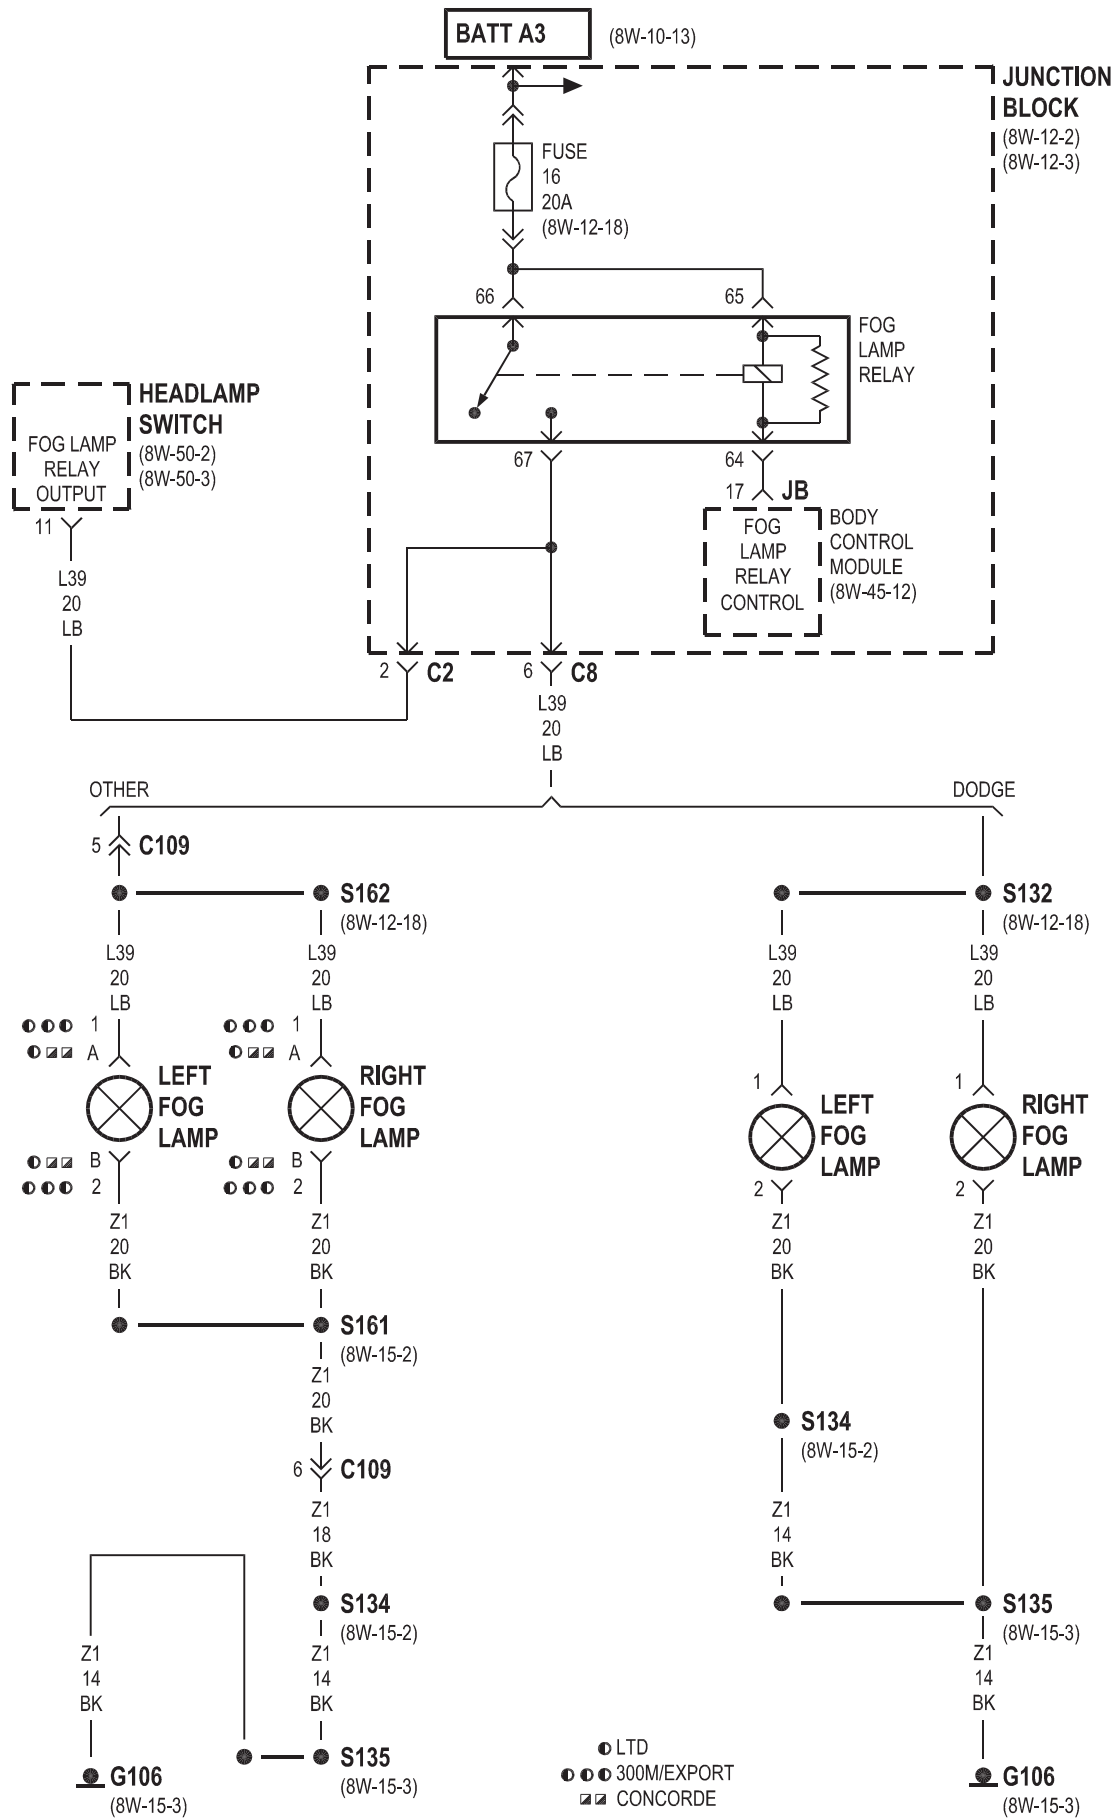 BATT A3
(8W-10-13)
JUNCTION
BLOCK
(8W-12-2)
(8W-12-3)
FUSE
16
20A
(8W-12-18)
66
65
FOG
LAMP
RELAY
HEADLAMP
SWITCH
(8W-50-2)
(8W-50-3)
FOG LAMP
RELAY
OUTPUT
11
67
64
17
JB
FOG
LAMP
RELAY
CONTROL
BODY
CONTROL
MODULE
(8W-45-12)
L39
20
LB
2
C2
6
C8
L39
20
LB
OTHER
DODGE
5
C109
S162
(8W-12-18)
S132
(8W-12-18)
L39
20
LB
L39
20
LB
L39
20
LB
L39
20
LB
1
A
1
A
LEFT
FOG
LAMP
RIGHT
FOG
LAMP
1
LEFT
FOG
LAMP
1
RIGHT
FOG
LAMP
B
2
B
2
2
2
Z1
20
BK
Z1
20
BK
Z1
20
BK
Z1
20
BK
S161
(8W-15-2)
Z1
20
BK
S134
(8W-15-2)
6
C109
Z1
18
BK
Z1
14
BK
S134
(8W-15-2)
S135
(8W-15-3)
Z1
14
BK
Z1
14
BK
Z1
14
BK
S135
(8W-15-3)
G106
(8W-15-3)
LTD
300M/EXPORT
CONCORDE
G106
(8W-15-3)